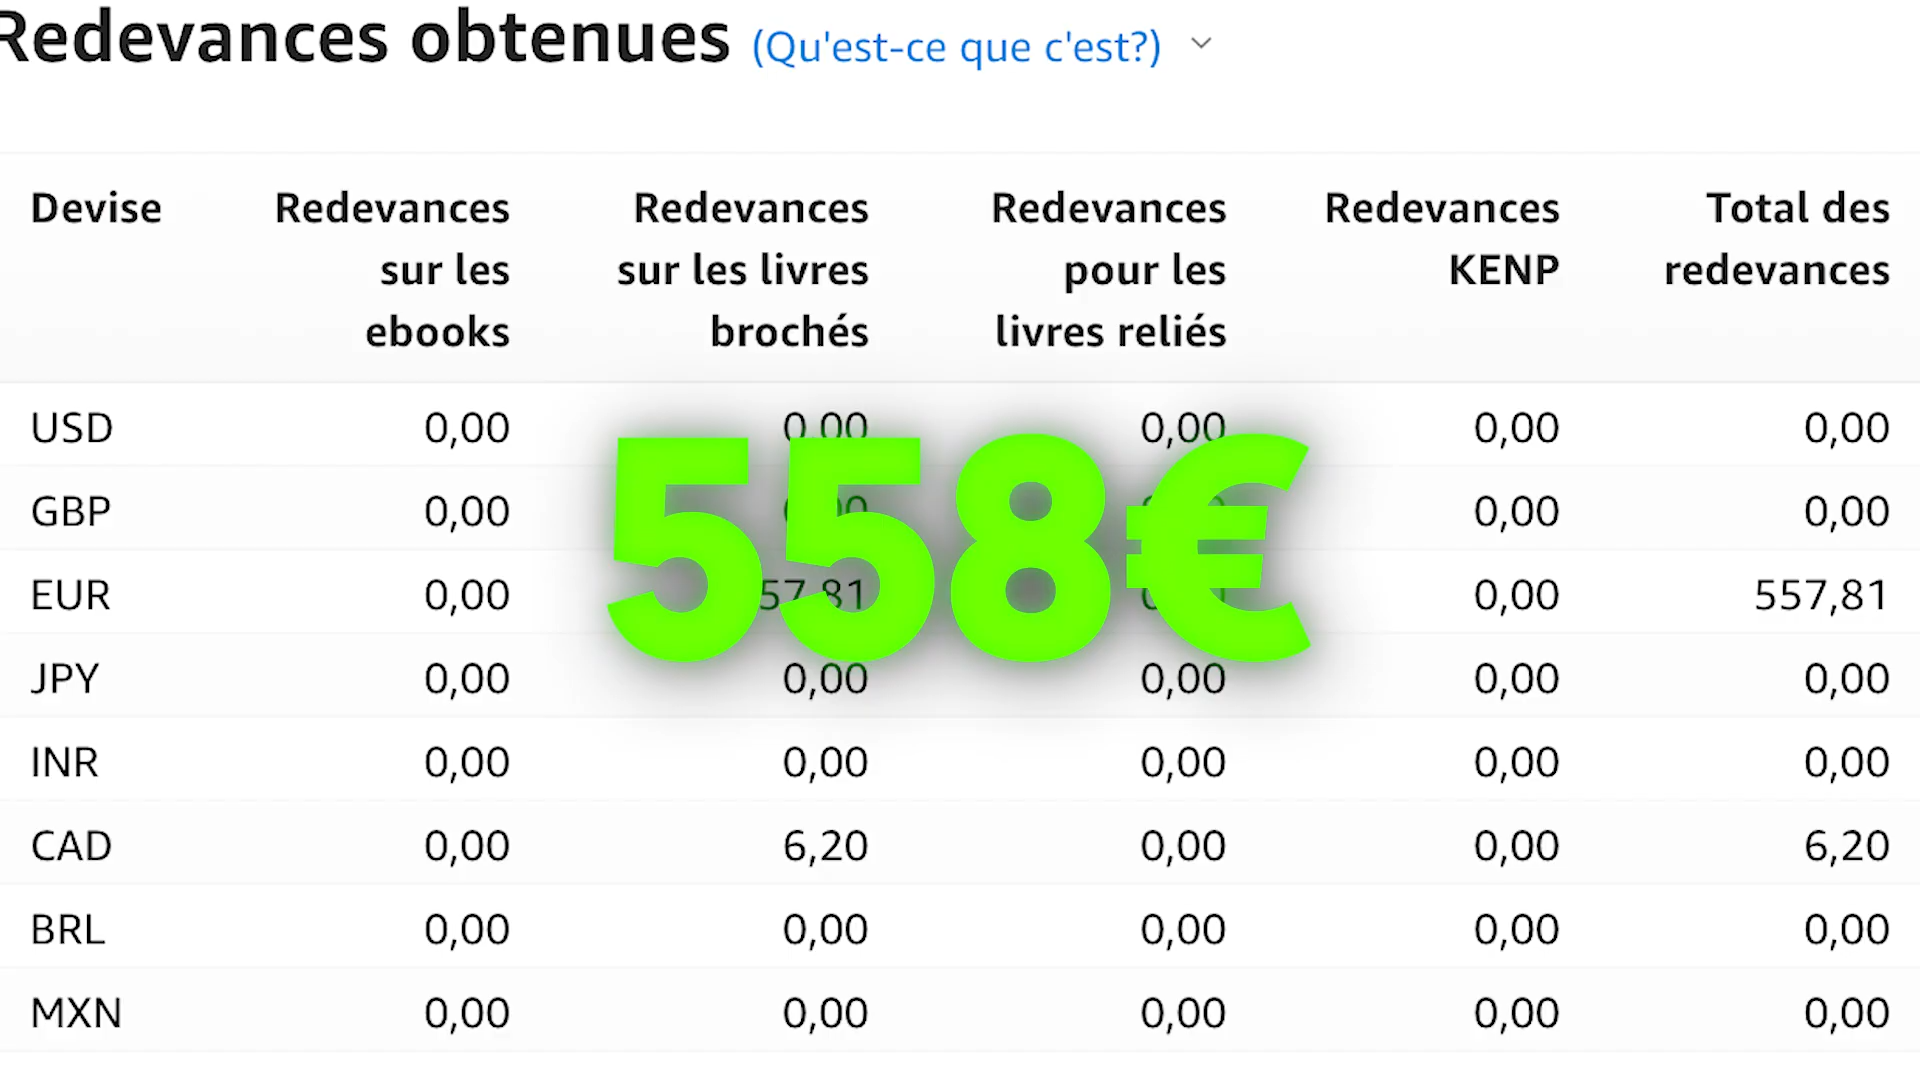 Redevances obtenues (Qu'est-ce que c'est?)
Devise Redevances sur les ebooks Redevances sur les livres brochés Redevances pour les livres reliés Redevances KENP Total des redevances
USD 0,00 0,00 0,00 0,00 0,00
GBP 0,00 0,00 0,00
EUR 0,00 57,81 0,00 557,81
558€
JPY 0,00 0,00 0,00 0,00 0,00
INR 0,00 0,00 0,00 0,00 0,00
CAD 0,00 6,20 0,00 0,00 6,20
BRL 0,00 0,00 0,00 0,00 0,00
MXN 0,00 0,00 0,00 0,00 0,00